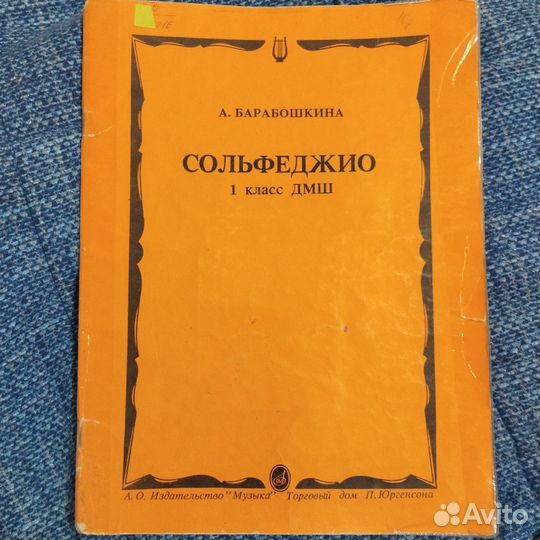 А. БАРАБОШКИНА
СОЛЬФЕДЖИО
1 класс ДМШ
А. О. Издательство "Музыка" Торговый дом П. Юргенсона
Avito